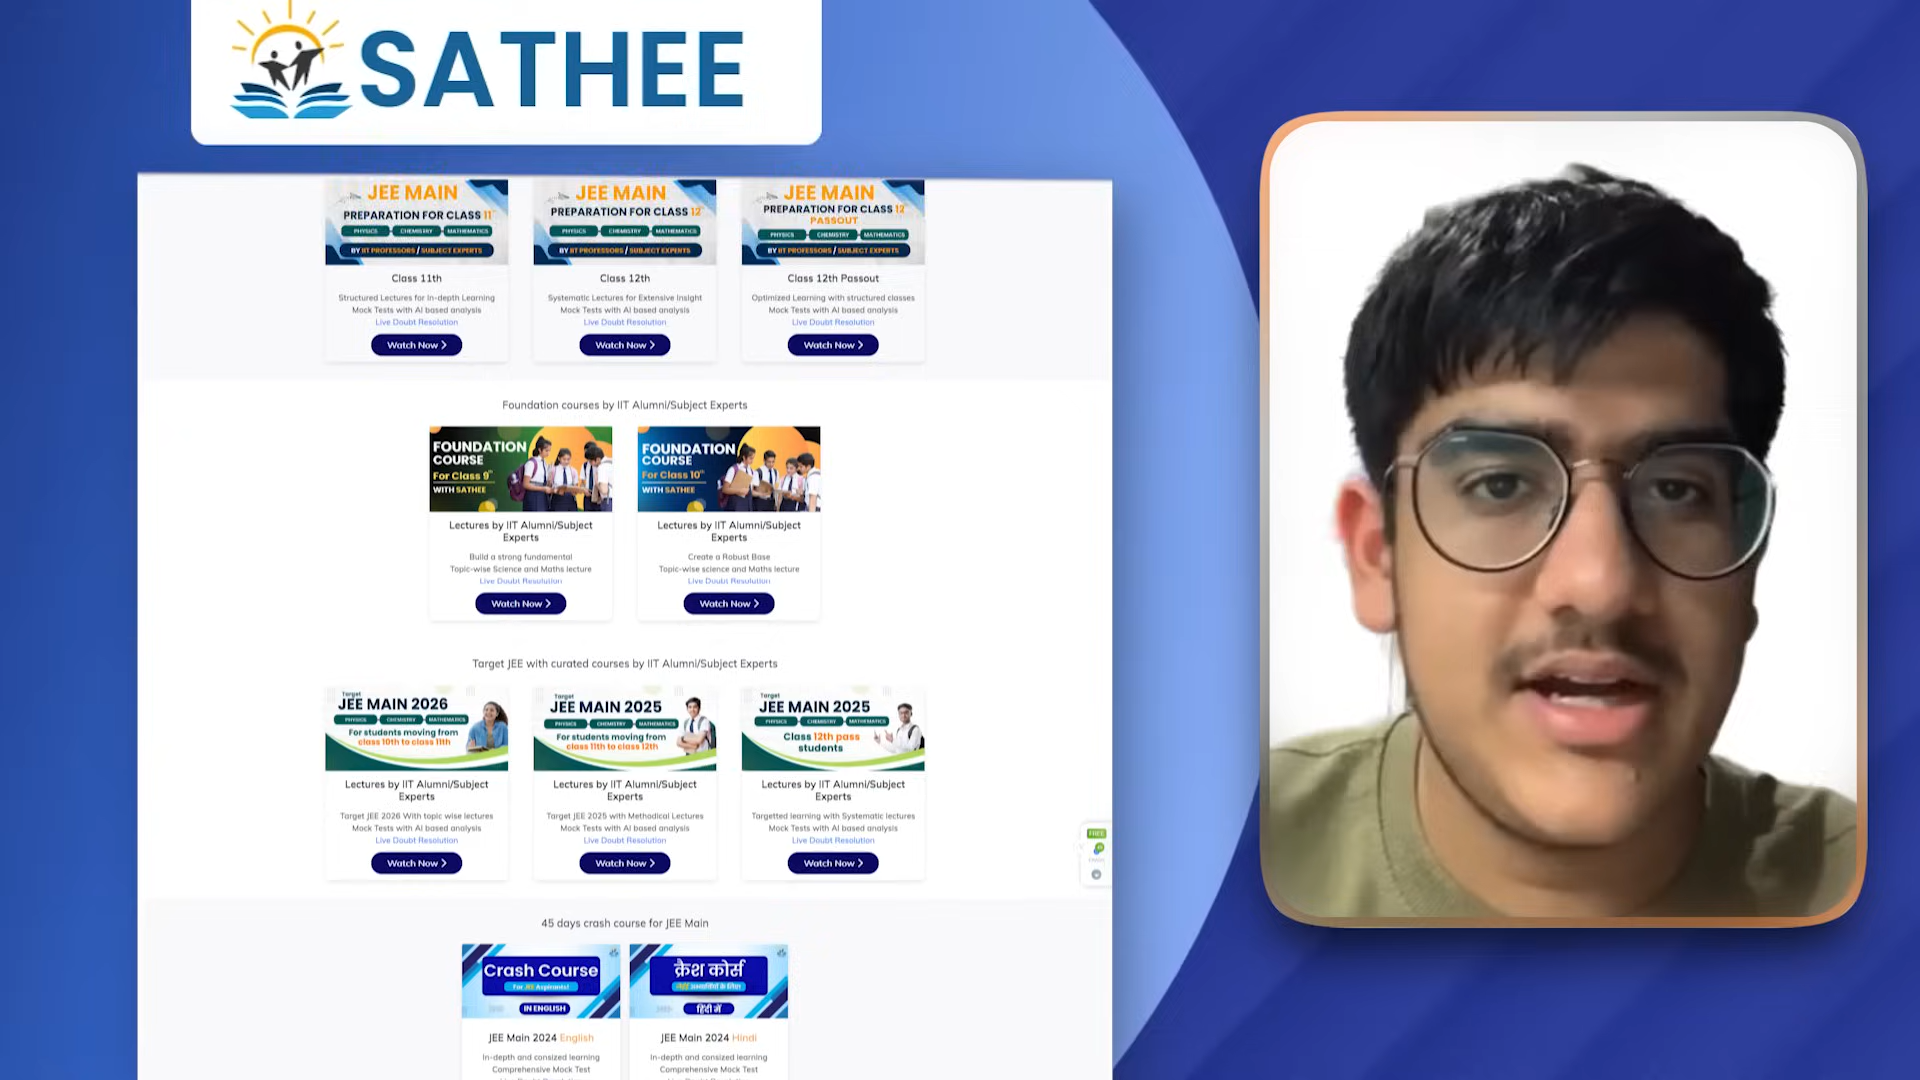 SATHEE
JEE MAIN
PREPARATION FOR CLASS 11th
PHYSICS CHEMISTRY MATHEMATICS
BY IIT PROFESSORS / SUBJECT EXPERTS
Class 11th
Structured Lectures for In-depth Learning
Mock Tests with AI based analysis
Live Doubt Resolution
Watch Now >
JEE MAIN
PREPARATION FOR CLASS 12th
PHYSICS CHEMISTRY MATHEMATICS
BY IIT PROFESSORS / SUBJECT EXPERTS
Class 12th
Systematic Lectures for Extensive Insight
Mock Tests with AI based analysis
Live Doubt Resolution
Watch Now >
JEE MAIN
PREPARATION FOR CLASS 12th
PASSOUT
PHYSICS CHEMISTRY MATHEMATICS
BY IIT PROFESSORS / SUBJECT EXPERTS
Class 12th Passout
Optimized Learning with structured classes
Mock Tests with AI based analysis
Live Doubt Resolution
Watch Now >
Foundation courses by IIT Alumni/Subject Experts
FOUNDATION
COURSE
For Class 9th
WITH SATHEE
Lectures by IIT Alumni/Subject
Experts
Build a strong fundamental
Topic-wise Science and Maths lecture
Live Doubt Resolution
Watch Now >
FOUNDATION
COURSE
For Class 10th
WITH SATHEE
Lectures by IIT Alumni/Subject
Experts
Create a Robust Base
Topic-wise science and Maths lecture
Live Doubt Resolution
Watch Now >
Target JEE with curated courses by IIT Alumni/Subject Experts
Target
JEE MAIN 2026
PHYSICS CHEMISTRY MATHEMATICS
For students moving from
class 10th to class 11th
Lectures by IIT Alumni/Subject
Experts
Target JEE 2026 With topic wise lectures
Mock Tests with AI based analysis
Live Doubt Resolution
Watch Now >
Target
JEE MAIN 2025
PHYSICS CHEMISTRY MATHEMATICS
For students moving from
class 11th to class 12th
Lectures by IIT Alumni/Subject
Experts
Target JEE 2025 with Methodical Lectures
Mock Tests with AI based analysis
Live Doubt Resolution
Watch Now >
Target
JEE MAIN 2025
PHYSICS CHEMISTRY MATHEMATICS
Class 12th pass
students
Lectures by IIT Alumni/Subject
Experts
Targetted learning with Systematic lectures
Mock Tests with AI based analysis
Live Doubt Resolution
Watch Now >
FREE
45 days crash course for JEE Main
Crash Course
For JEE Aspirants!
IN ENGLISH
JEE Main 2024 English
In-depth and consized learning
Comprehensive Mock Test
क्रैश कोर्स
हिंदी में
JEE Main 2024 Hindi
In-depth and consized learning
Comprehensive Mock Test